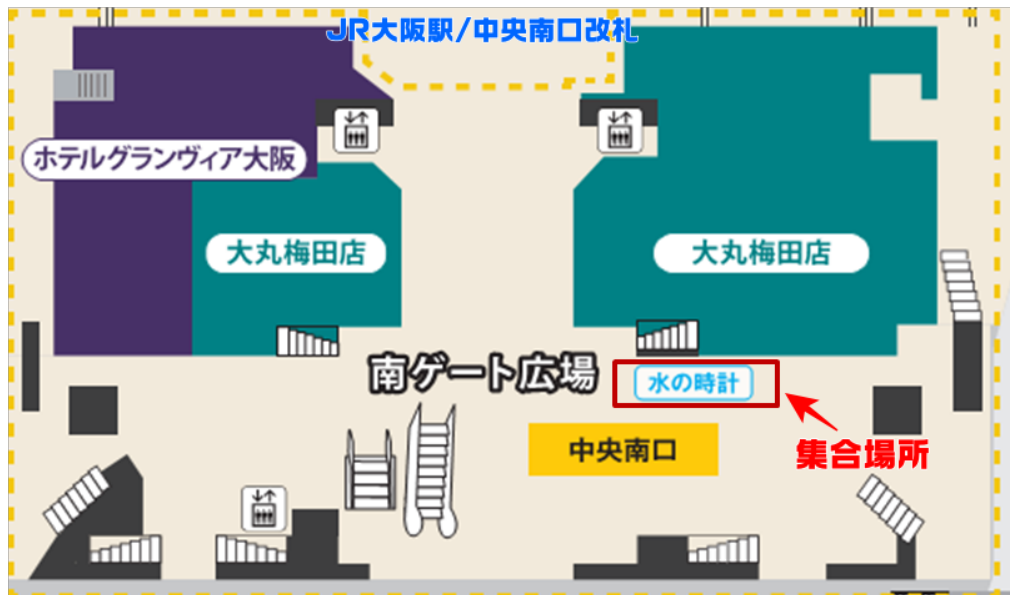 JR大阪駅/中央南口改札
ホテルグランヴィア大阪
大丸梅田店
大丸梅田店
南ゲート広場
水の時計
中央南口
集合場所